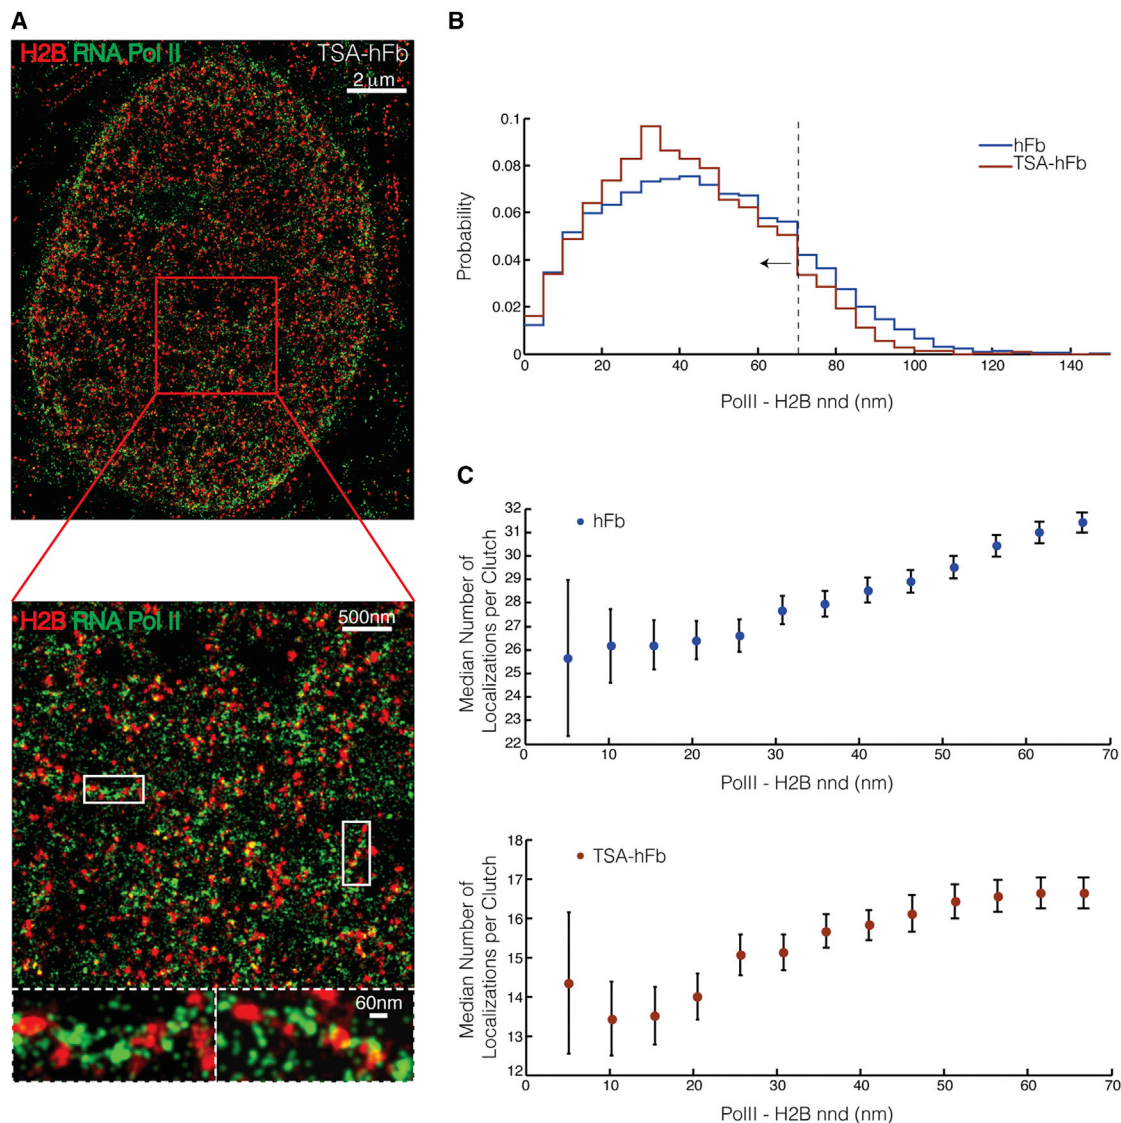 A
H2B RNA Pol II
TSA-hFb
2 µm
H2B RNA Pol II
500nm
60nm
B
0.1
0.08
0.06
0.04
0.02
0
Probability
hFb
TSA-hFb
0 20 40 60 80 100 120 140
PolII - H2B nnd (nm)
C
32
31
30
29
28
27
26
25
24
23
22
Median Number of
Localizations per Clutch
hFb
0 10 20 30 40 50 60 70
PolII - H2B nnd (nm)
18
17
16
15
14
13
12
Median Number of
Localizations per Clutch
TSA-hFb
0 10 20 30 40 50 60 70
PolII - H2B nnd (nm)